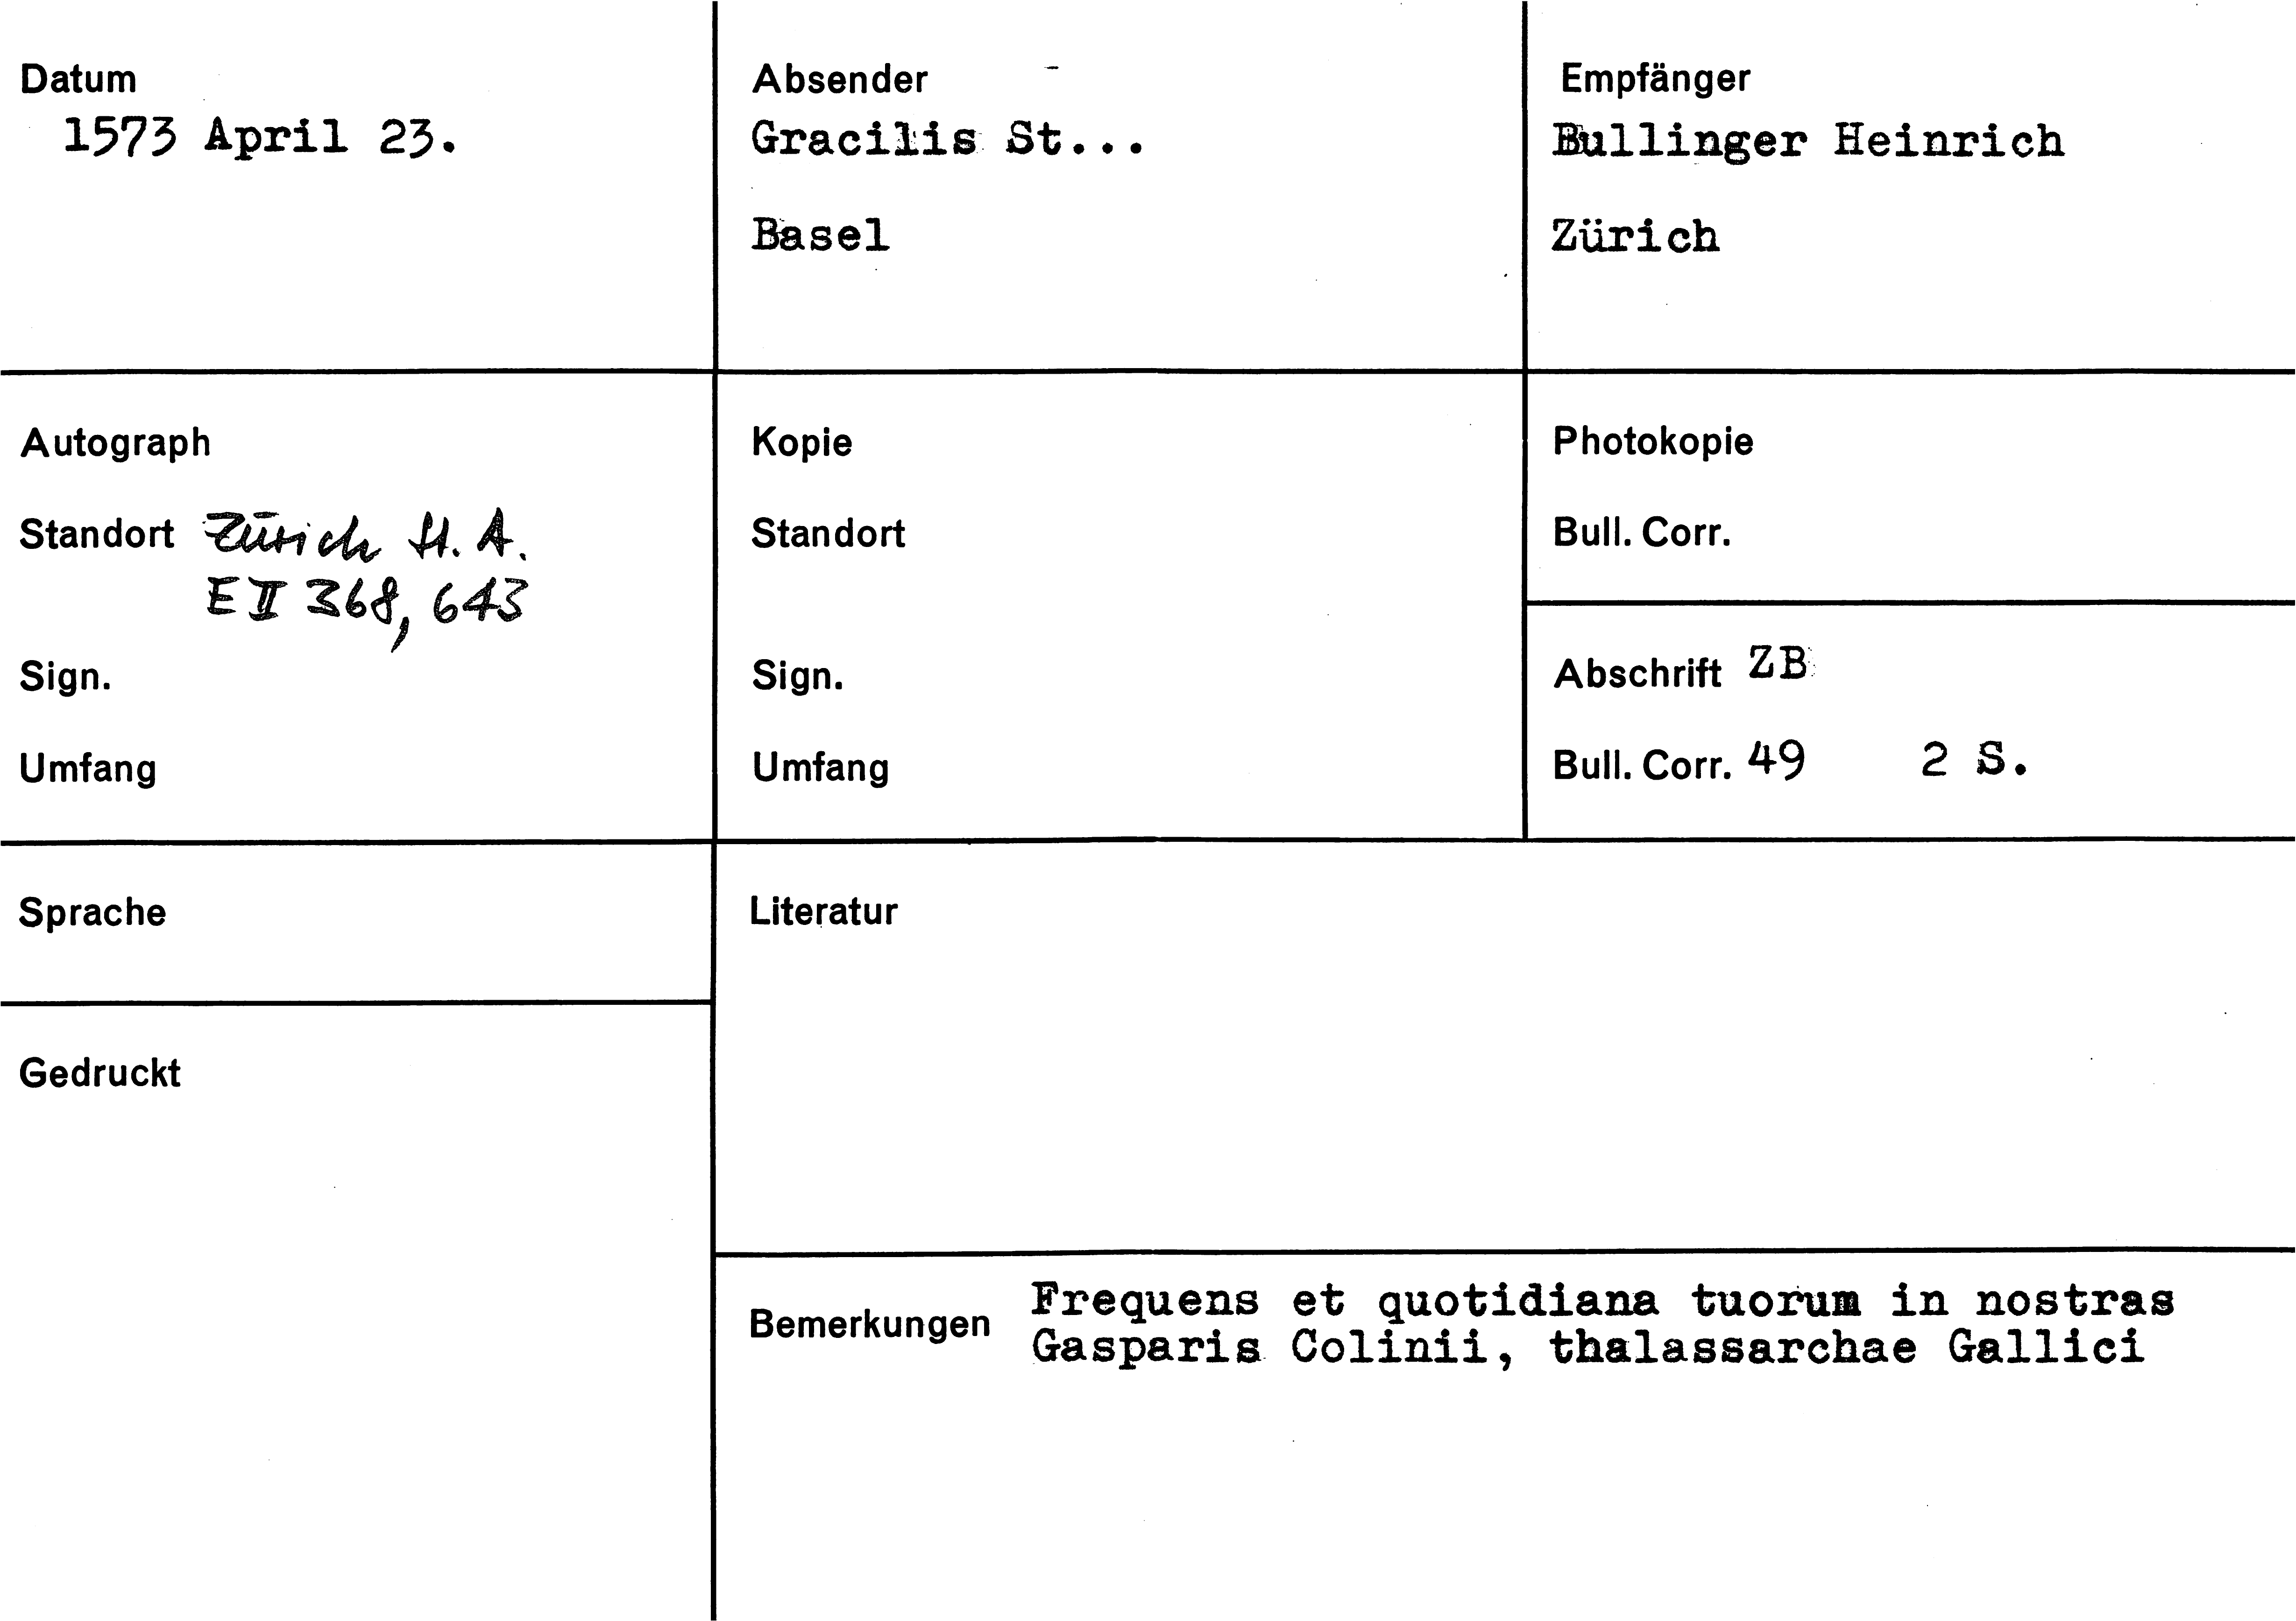 Datum
1573 April 23.
Absender
Gracilis St...
Basel
Empfänger
Bullinger Heinrich
Zürich
Autograph
Standort Zürich St. A.
E II 368, 643
Sign.
Umfang
Kopie
Standort
Sign.
Umfang
Photokopie
Bull. Corr.
Abschrift ZB
Bull. Corr. 49 2 S.
Sprache
Literatur
Gedruckt
Bemerkungen
Frequens et quotidiana tuorum in nostras
Gasparis Colinii, thalassarchae Gallici